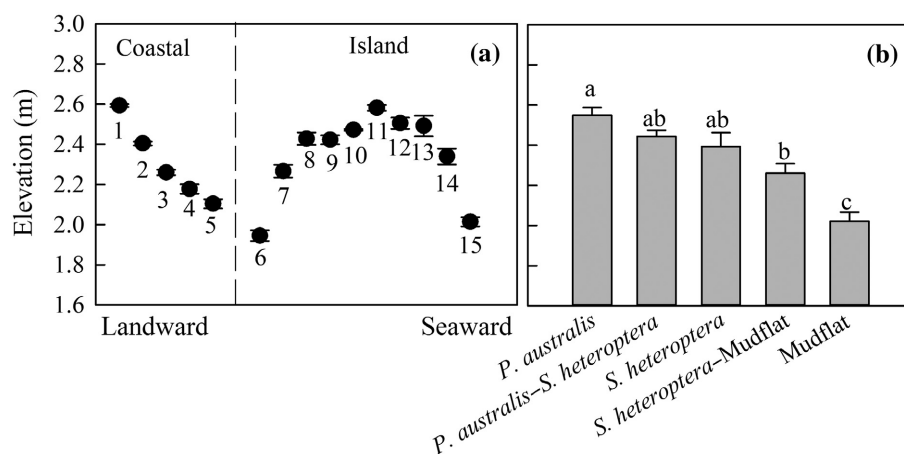 3.0
2.8
2.6
2.4
2.2
2.0
1.8
1.6
Elevation (m)
Coastal
Island
(a)
1
2
3
4
5
6
7
8
9
10
11
12
13
14
15
Landward
Seaward
(b)
a
ab
ab
b
c
P. australis
P. australis–S. heteroptera
S. heteroptera
S. heteroptera–Mudflat
Mudflat